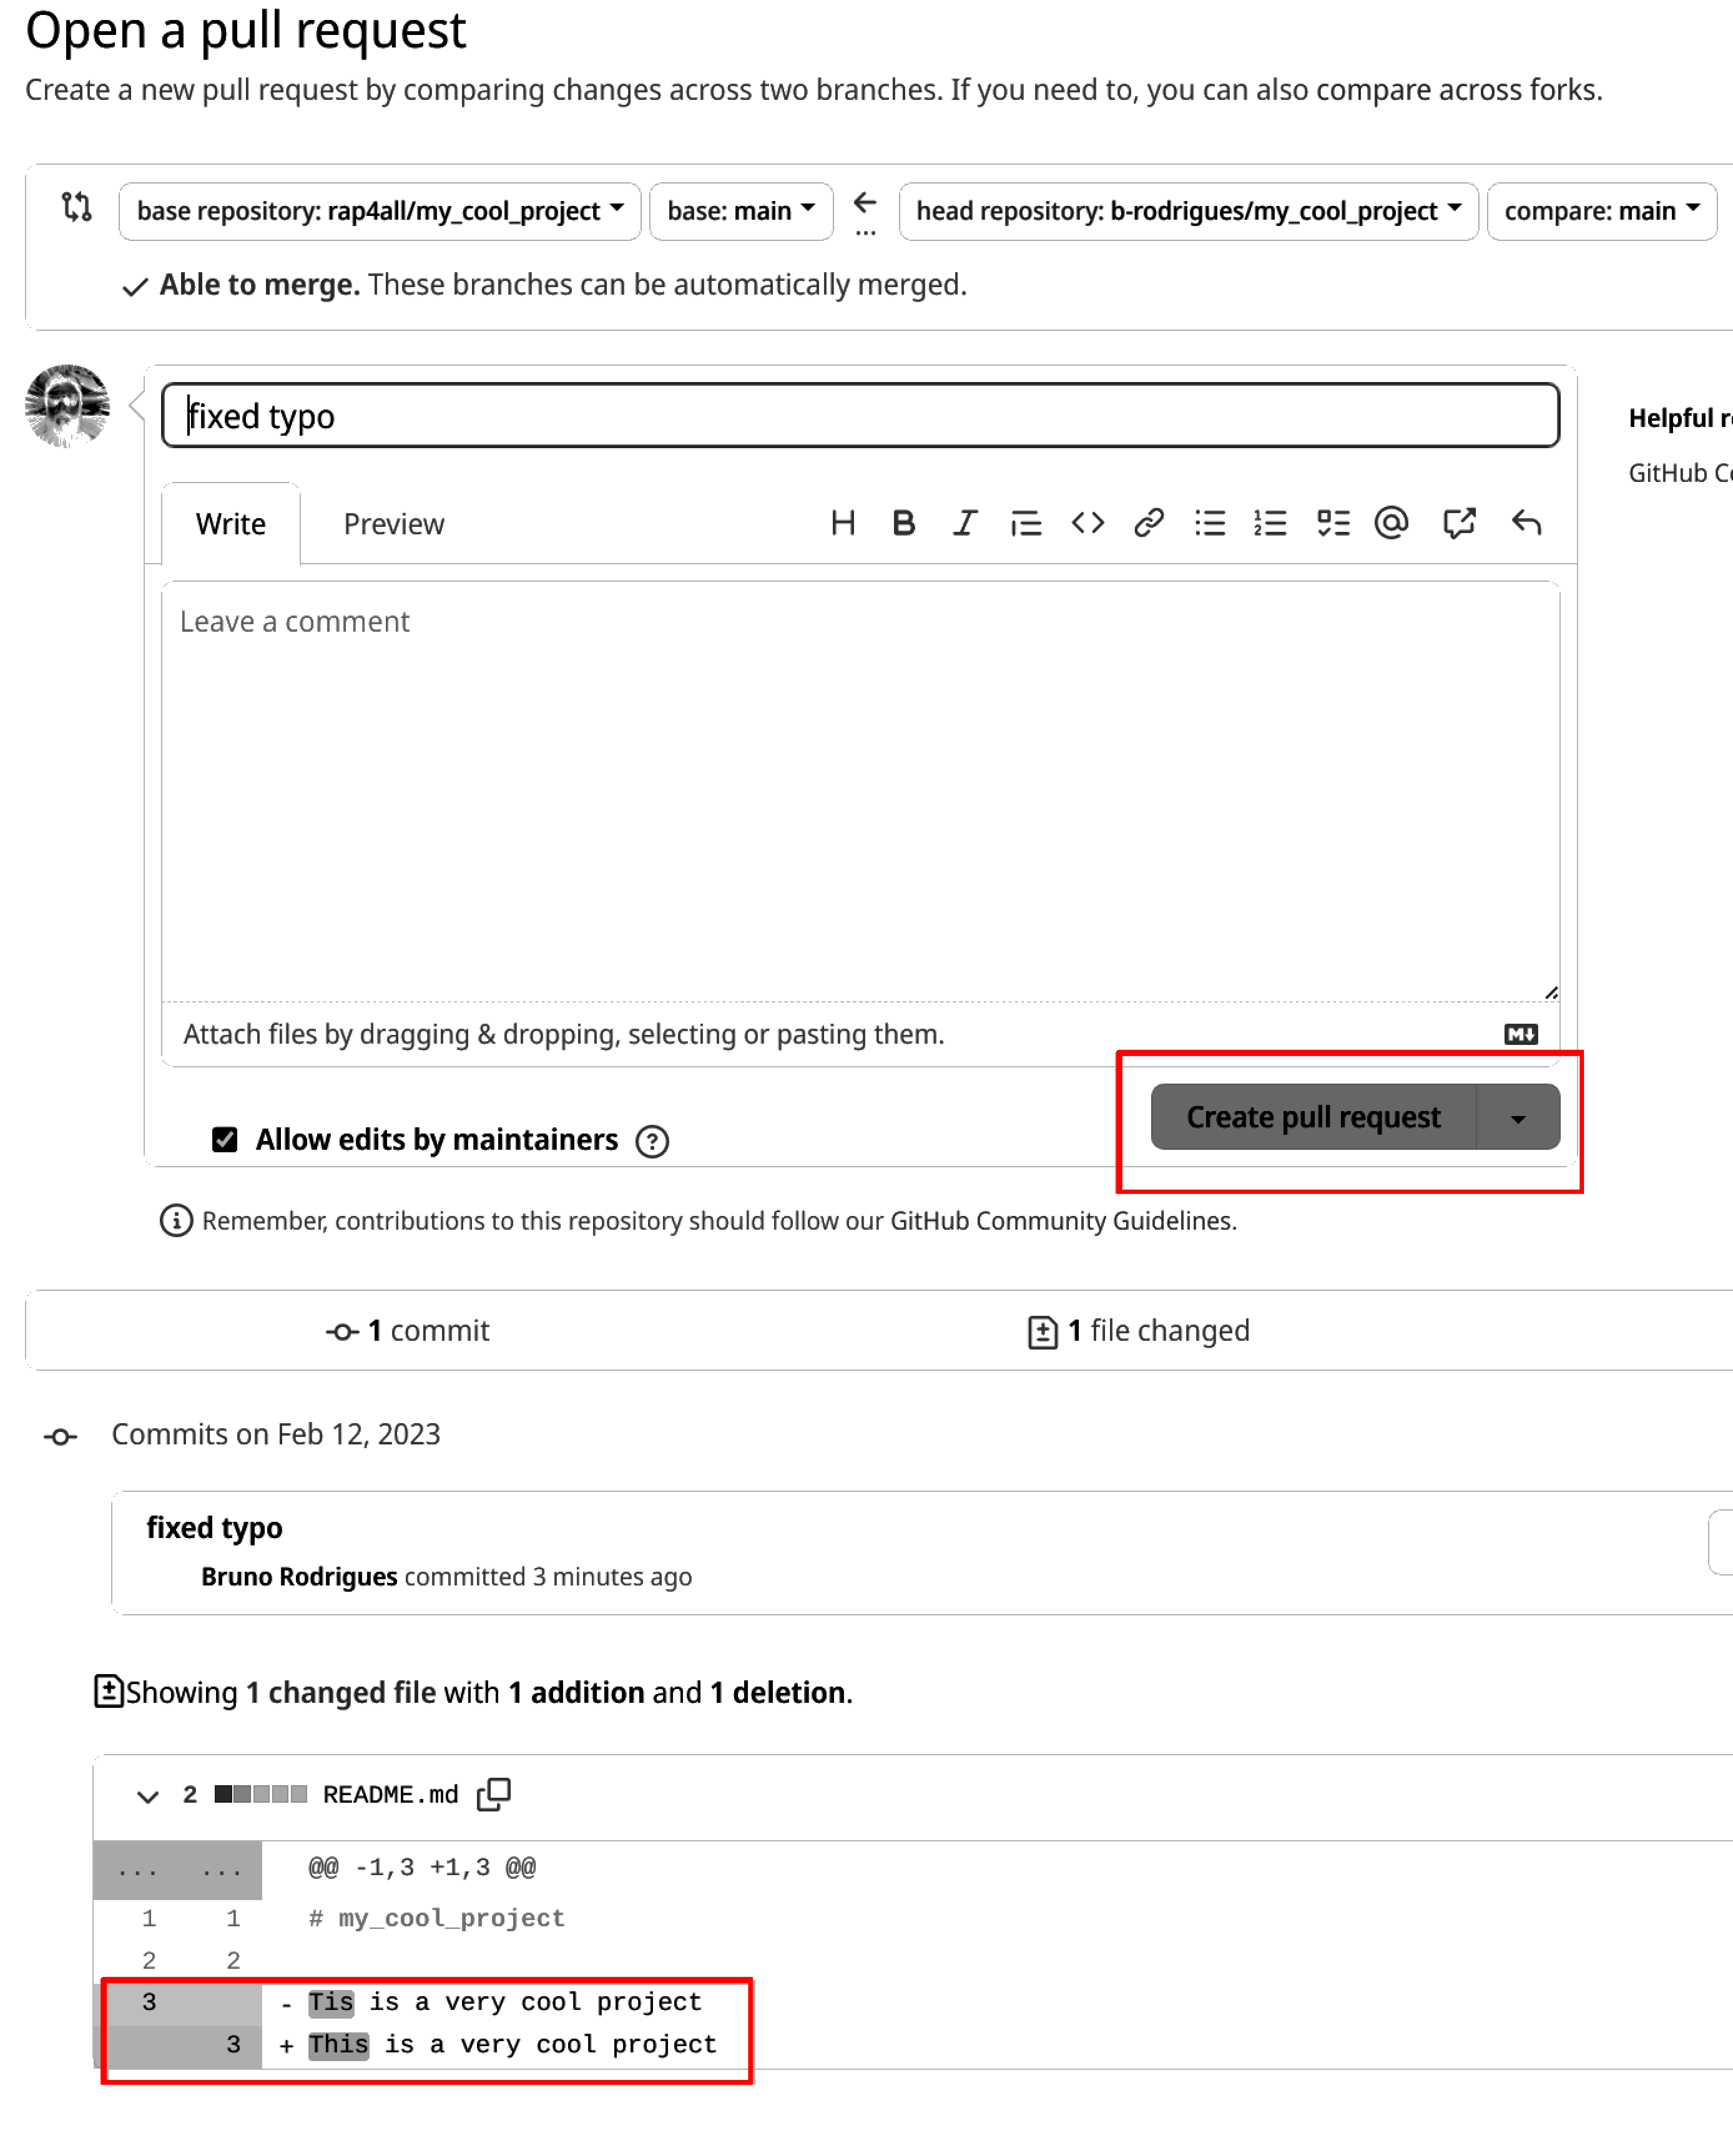 Open a pull request
Create a new pull request by comparing changes across two branches. If you need to, you can also compare across forks.
base repository: rap4all/my_cool_project base: main ... head repository: b-rodrigues/my_cool_project compare: main
Able to merge. These branches can be automatically merged.
fixed typo
Helpful
Write Preview H B I @
GitHub
Leave a comment
Attach files by dragging & dropping, selecting or pasting them. M
Create pull request
Allow edits by maintainers ?
Remember, contributions to this repository should follow our GitHub Community Guidelines.
1 commit 1 file changed
Commits on Feb 12, 2023
fixed typo
Bruno Rodrigues committed 3 minutes ago
Showing 1 changed file with 1 addition and 1 deletion.
2 README.md
... ... @@ -1,3 +1,3 @@
1 1 # my_cool_project
2 2
3 - Tis is a very cool project
3 + This is a very cool project